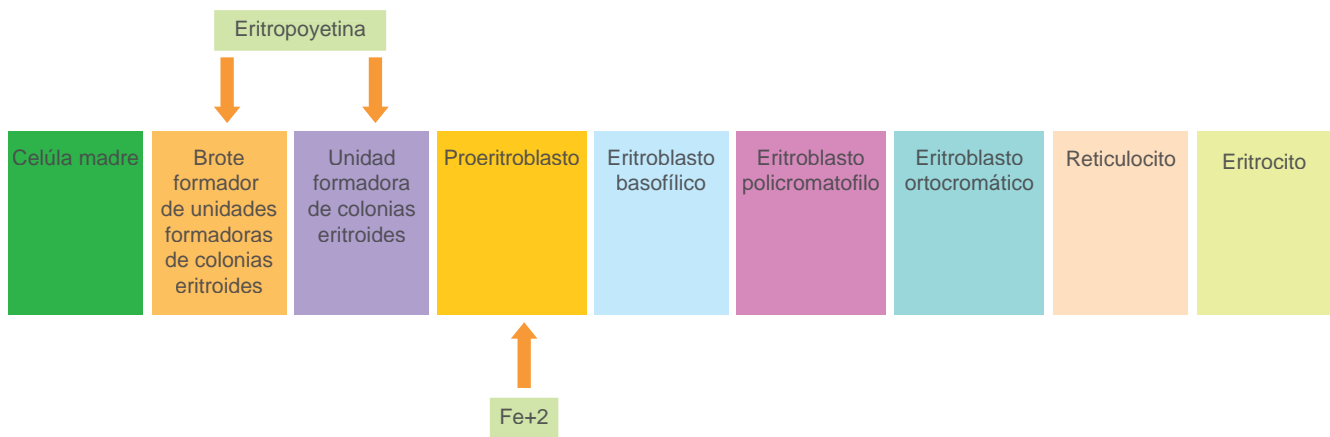 Eritropoyetina
Celúla madre
Brote
formador
de unidades
formadoras
de colonias
eritroides
Unidad
formadora
de colonias
eritroides
Proeritroblasto
Eritroblasto
basofílico
Eritroblasto
policromatofilo
Eritroblasto
ortocromático
Reticulocito
Eritrocito
Fe+2